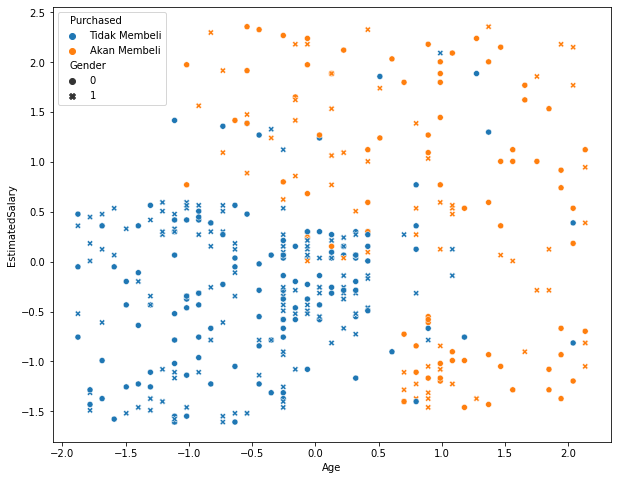 Purchased
Tidak Membeli
Akan Membeli
Gender
0
1
2.5
2.0
1.5
1.0
0.5
0.0
−0.5
−1.0
−1.5
EstimatedSalary
−2.0 −1.5 −1.0 −0.5 0.0 0.5 1.0 1.5 2.0
Age